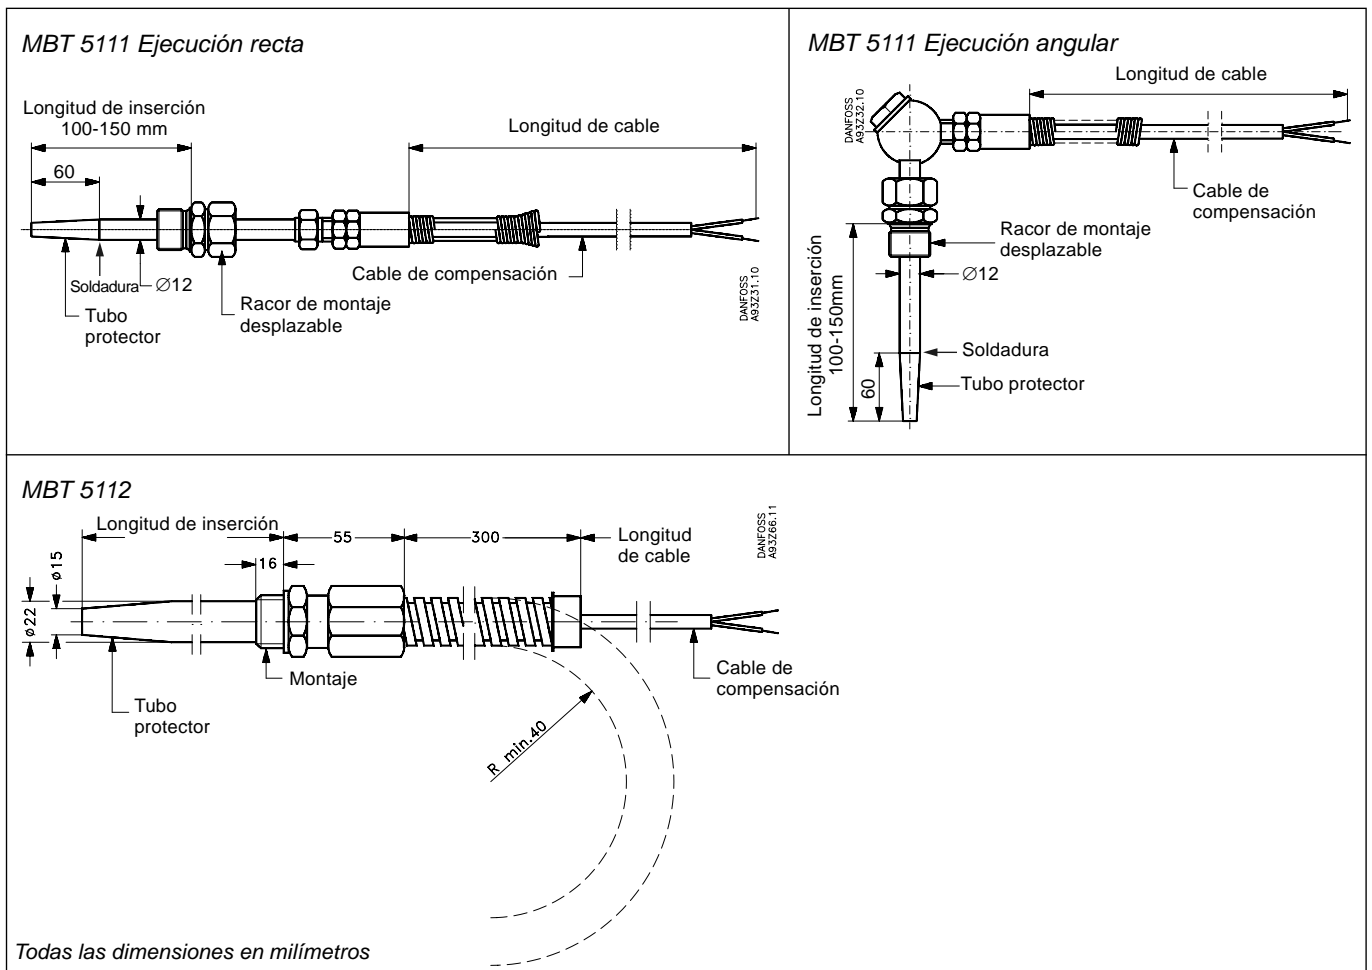 MBT 5111 Ejecución recta
Longitud de inserción
100-150 mm
Longitud de cable
60
Soldadura
Ø12
Cable de compensación
Tubo
protector
Racor de montaje
desplazable
DANFOSS
A93Z31.10
MBT 5111 Ejecución angular
Longitud de cable
DANFOSS
A93Z32.10
Cable de
compensación
Racor de montaje
desplazable
Ø12
Longitud de inserción
100-150mm
Soldadura
60
Tubo protector
MBT 5112
Longitud de inserción
55
300
Longitud
de cable
DANFOSS
A93Z66.11
16
ø15
ø22
Montaje
Cable de
compensación
Tubo
protector
R min.40
Todas las dimensiones en milímetros